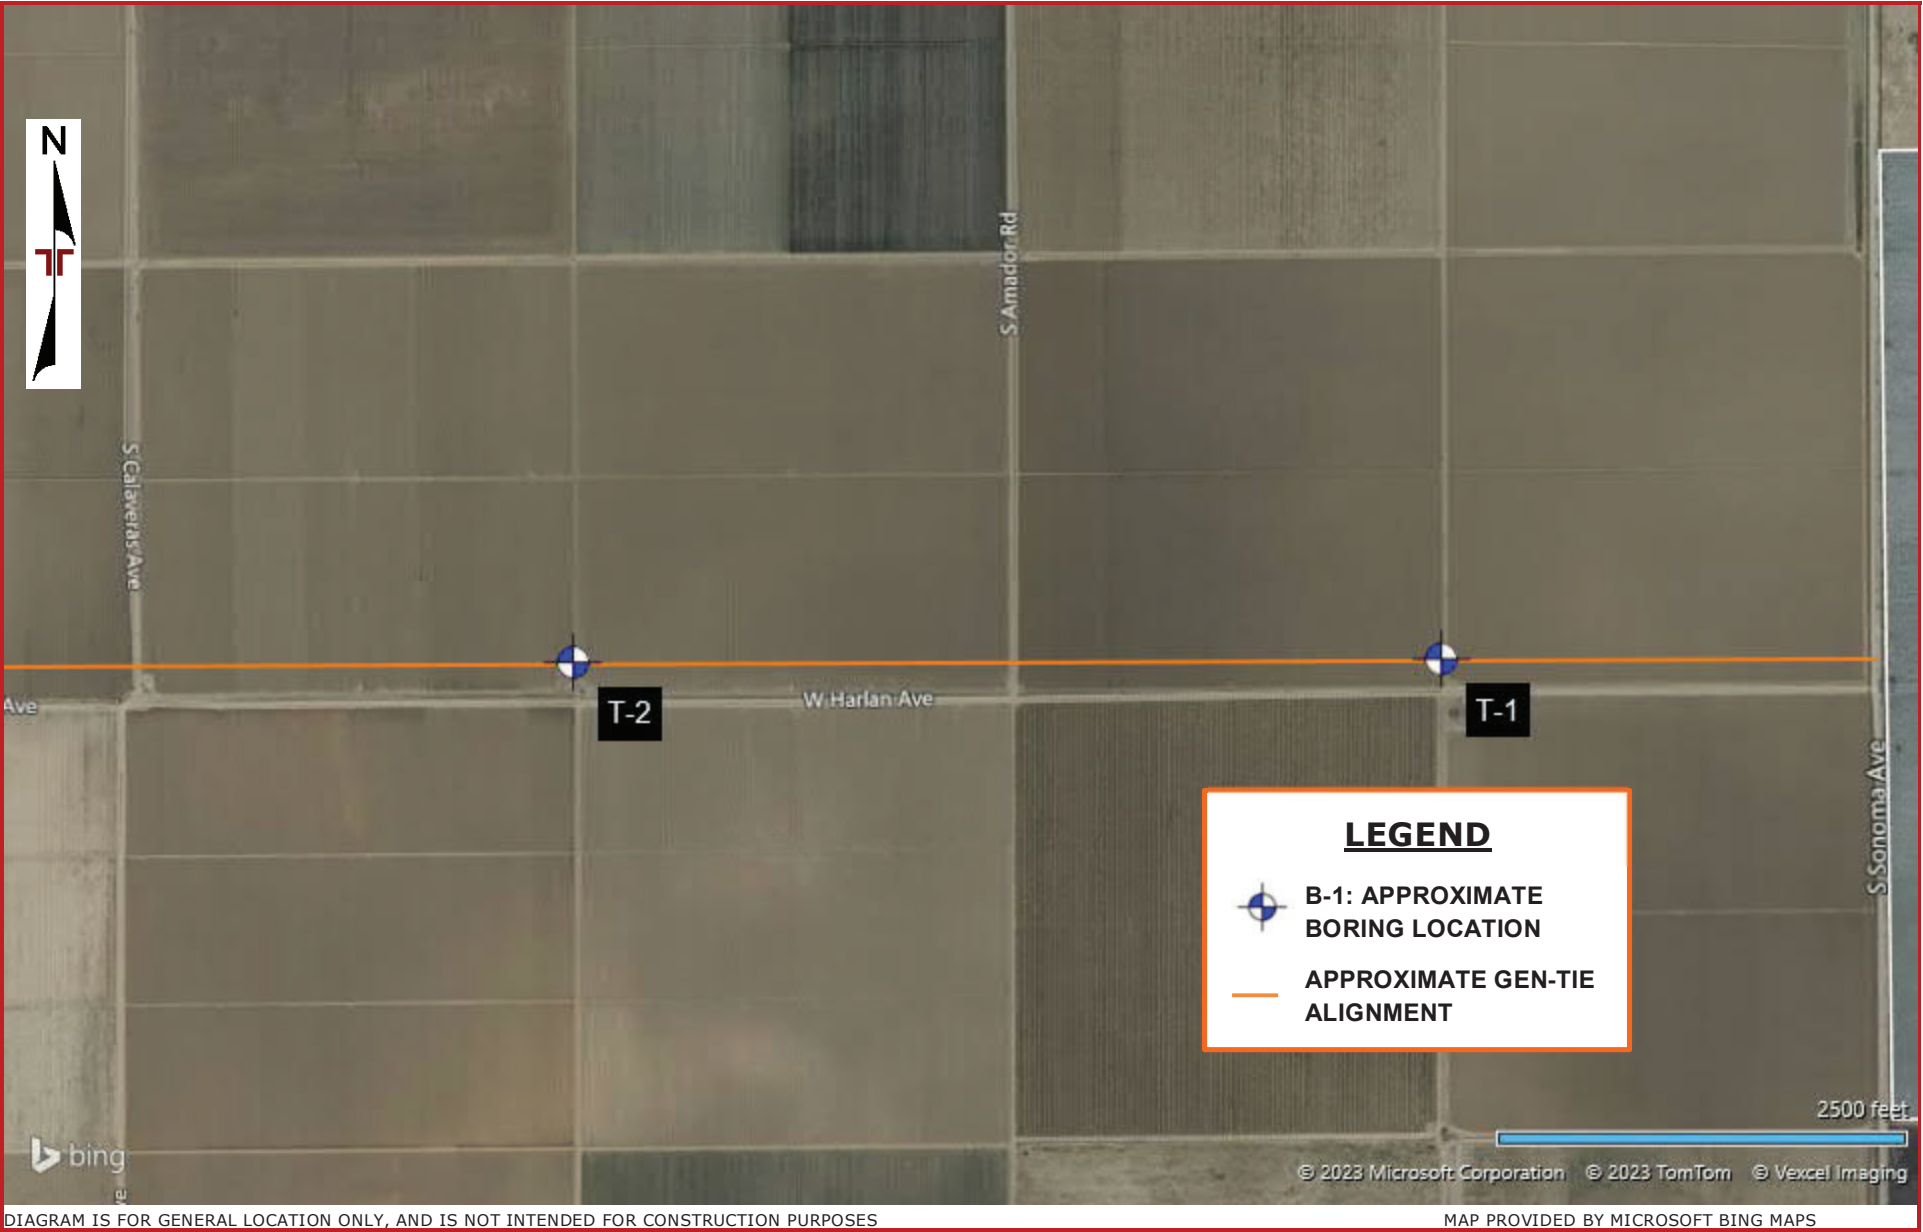 N
S Amador Rd
S Calaveras Ave
Ave
W Harlan Ave
T-2
T-1
S Sonoma Ave
LEGEND
B-1: APPROXIMATE
BORING LOCATION
APPROXIMATE GEN-TIE
ALIGNMENT
2500 feet
bing
© 2023 Microsoft Corporation © 2023 TomTom © Vexcel Imaging
DIAGRAM IS FOR GENERAL LOCATION ONLY, AND IS NOT INTENDED FOR CONSTRUCTION PURPOSES
MAP PROVIDED BY MICROSOFT BING MAPS